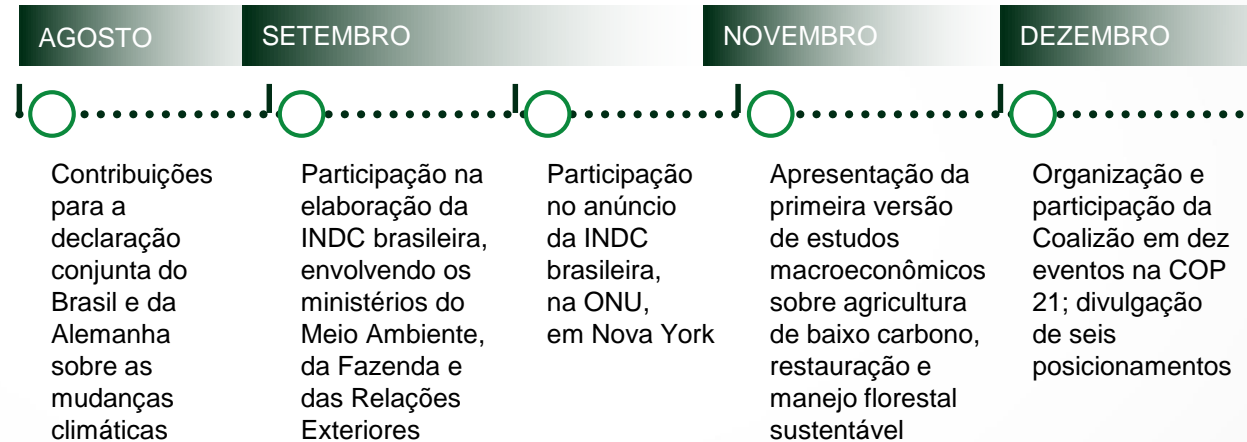 AGOSTO
SETEMBRO
NOVEMBRO
DEZEMBRO
Contribuições
para a
declaração
conjunta do
Brasil e da
Alemanha
sobre as
mudanças
climáticas
Participação na
elaboração da
INDC brasileira,
envolvendo os
ministérios do
Meio Ambiente,
da Fazenda e
das Relações
Exteriores
Participação
no anúncio
da INDC
brasileira,
na ONU,
em Nova York
Apresentação da
primeira versão
de estudos
macroeconômicos
sobre agricultura
de baixo carbono,
restauração e
manejo florestal
sustentável
Organização e
participação da
Coalizão em dez
eventos na COP
21; divulgação
de seis
posicionamentos